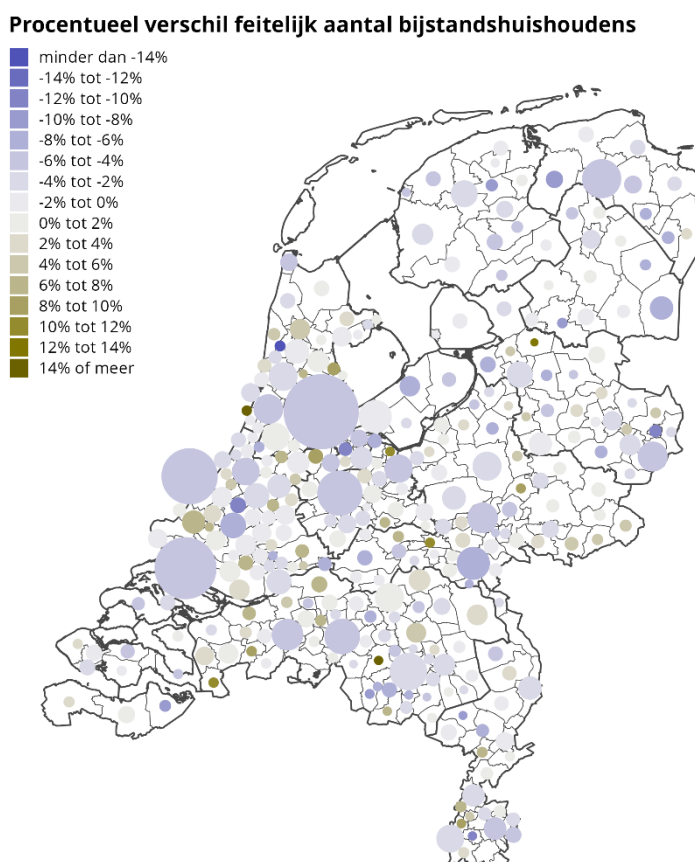 Procentueel verschil feitelijk aantal bijstandshuishoudens
minder dan -14%
-14% tot -12%
-12% tot -10%
-10% tot -8%
-8% tot -6%
-6% tot -4%
-4% tot -2%
-2% tot 0%
0% tot 2%
2% tot 4%
4% tot 6%
6% tot 8%
8% tot 10%
10% tot 12%
12% tot 14%
14% of meer